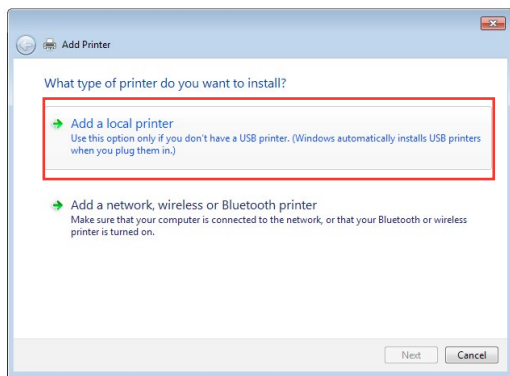 Add Printer
What type of printer do you want to install?
Add a local printer
Use this option only if you don't have a USB printer. (Windows automatically installs USB printers
when you plug them in.)
Add a network, wireless or Bluetooth printer
Make sure that your computer is connected to the network, or that your Bluetooth or wireless
printer is turned on.
Next
Cancel